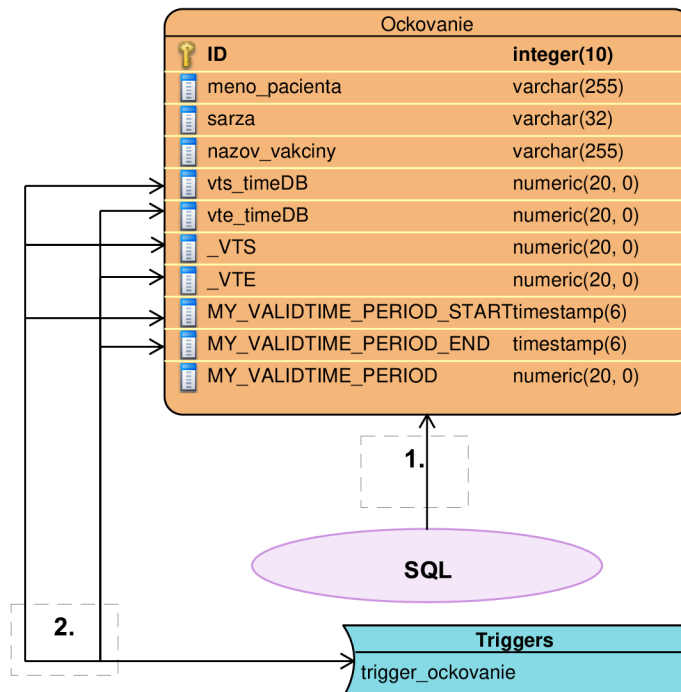 Ockovanie
ID integer(10)
meno_pacienta varchar(255)
sarza varchar(32)
nazov_vakciny varchar(255)
vts_timeDB numeric(20, 0)
vte_timeDB numeric(20, 0)
_VTS numeric(20, 0)
_VTE numeric(20, 0)
MY_VALIDTIME_PERIOD_START timestamp(6)
MY_VALIDTIME_PERIOD_END timestamp(6)
MY_VALIDTIME_PERIOD numeric(20, 0)
1.
SQL
2.
Triggers
trigger_ockovanie